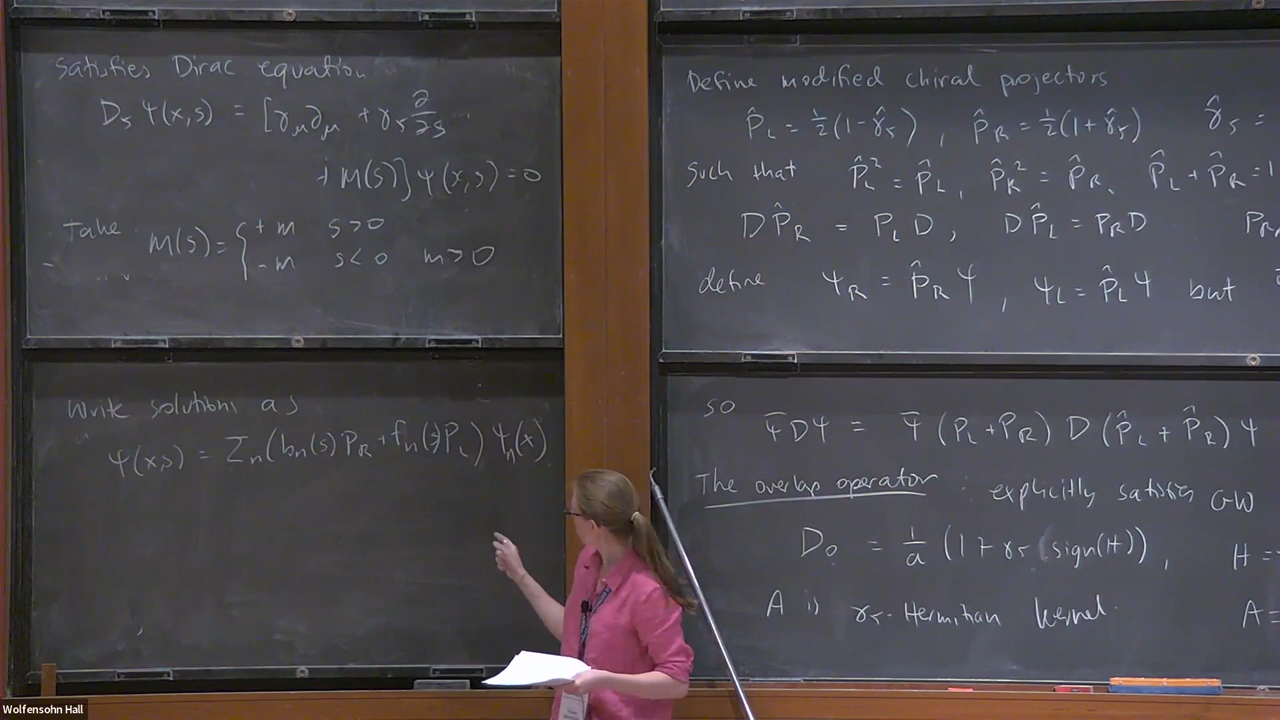 Satisfies Dirac equation
D₅ Ψ(x,s) = [γ_μ ∂_μ + γ₅ ∂/∂s
+ M(s)] Ψ(x,s) = 0
Take M(s) = { +m s>0
-m s<0 m>0
Write solutions as
Ψ(x,s) = Σ_n (b_n(s) P_R + f_n(s) P_L) Ψ_n(x)
Define modified chiral projectors
P̂_L = ½(1-γ̂₅), P̂_R = ½(1+γ̂₅) γ̂₅ =
Such that P̂_L² = P̂_L, P̂_R² = P̂_R, P̂_L + P̂_R = 1
D P̂_R = P_L D, D P̂_L = P_R D
define Ψ_R = P̂_R Ψ, Ψ_L = P̂_L Ψ but
so
Ψ̄DΨ = Ψ̄ (P_L + P_R) D (P̂_L + P̂_R) Ψ
The overlap operator : explicitly satisfies GW
D₀ = 1/a (1 + γ₅ sign(H)), H =
A is γ₅-Hermitian kernel. A =
Wolfensohn Hall